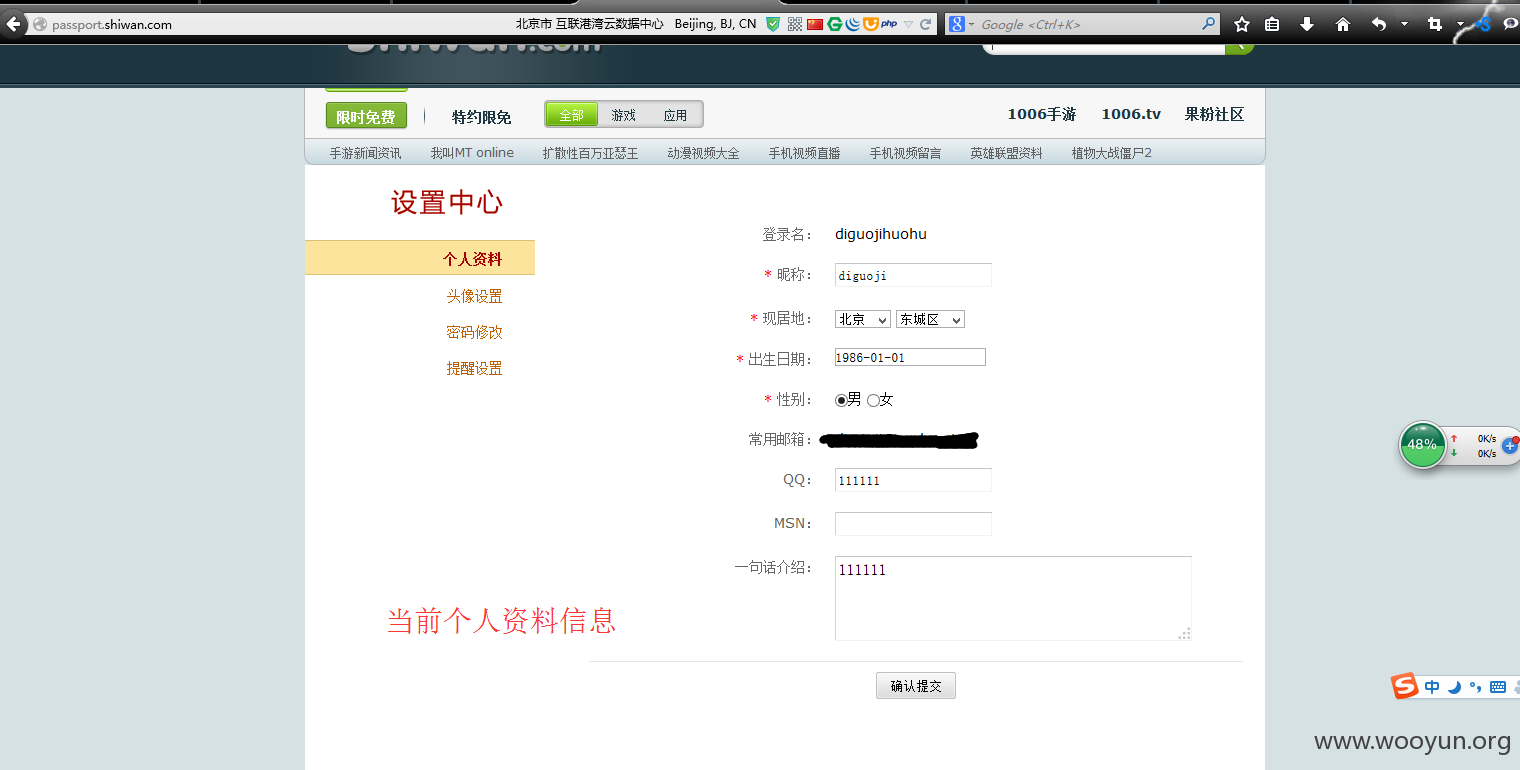 passport.shiwan.com 北京市 互联港湾云数据中心 Beijing, BJ, CN php Google <Ctrl+K>
限时免费 特约限免 全部 游戏 应用 1006手游 1006.tv 果粉社区
手游新闻资讯 我叫MT online 扩散性百万亚瑟王 动漫视频大全 手机视频直播 手机视频留言 英雄联盟资料 植物大战僵尸2
设置中心
个人资料
头像设置
密码修改
提醒设置
登录名： diguojihuohu
* 昵称： diguoji
* 现居地： 北京 东城区
* 出生日期： 1986-01-01
* 性别： 男 女
常用邮箱：
QQ： 111111
MSN：
一句话介绍： 111111
当前个人资料信息
确认提交
48% 0K/s
0K/s
中
www.wooyun.org